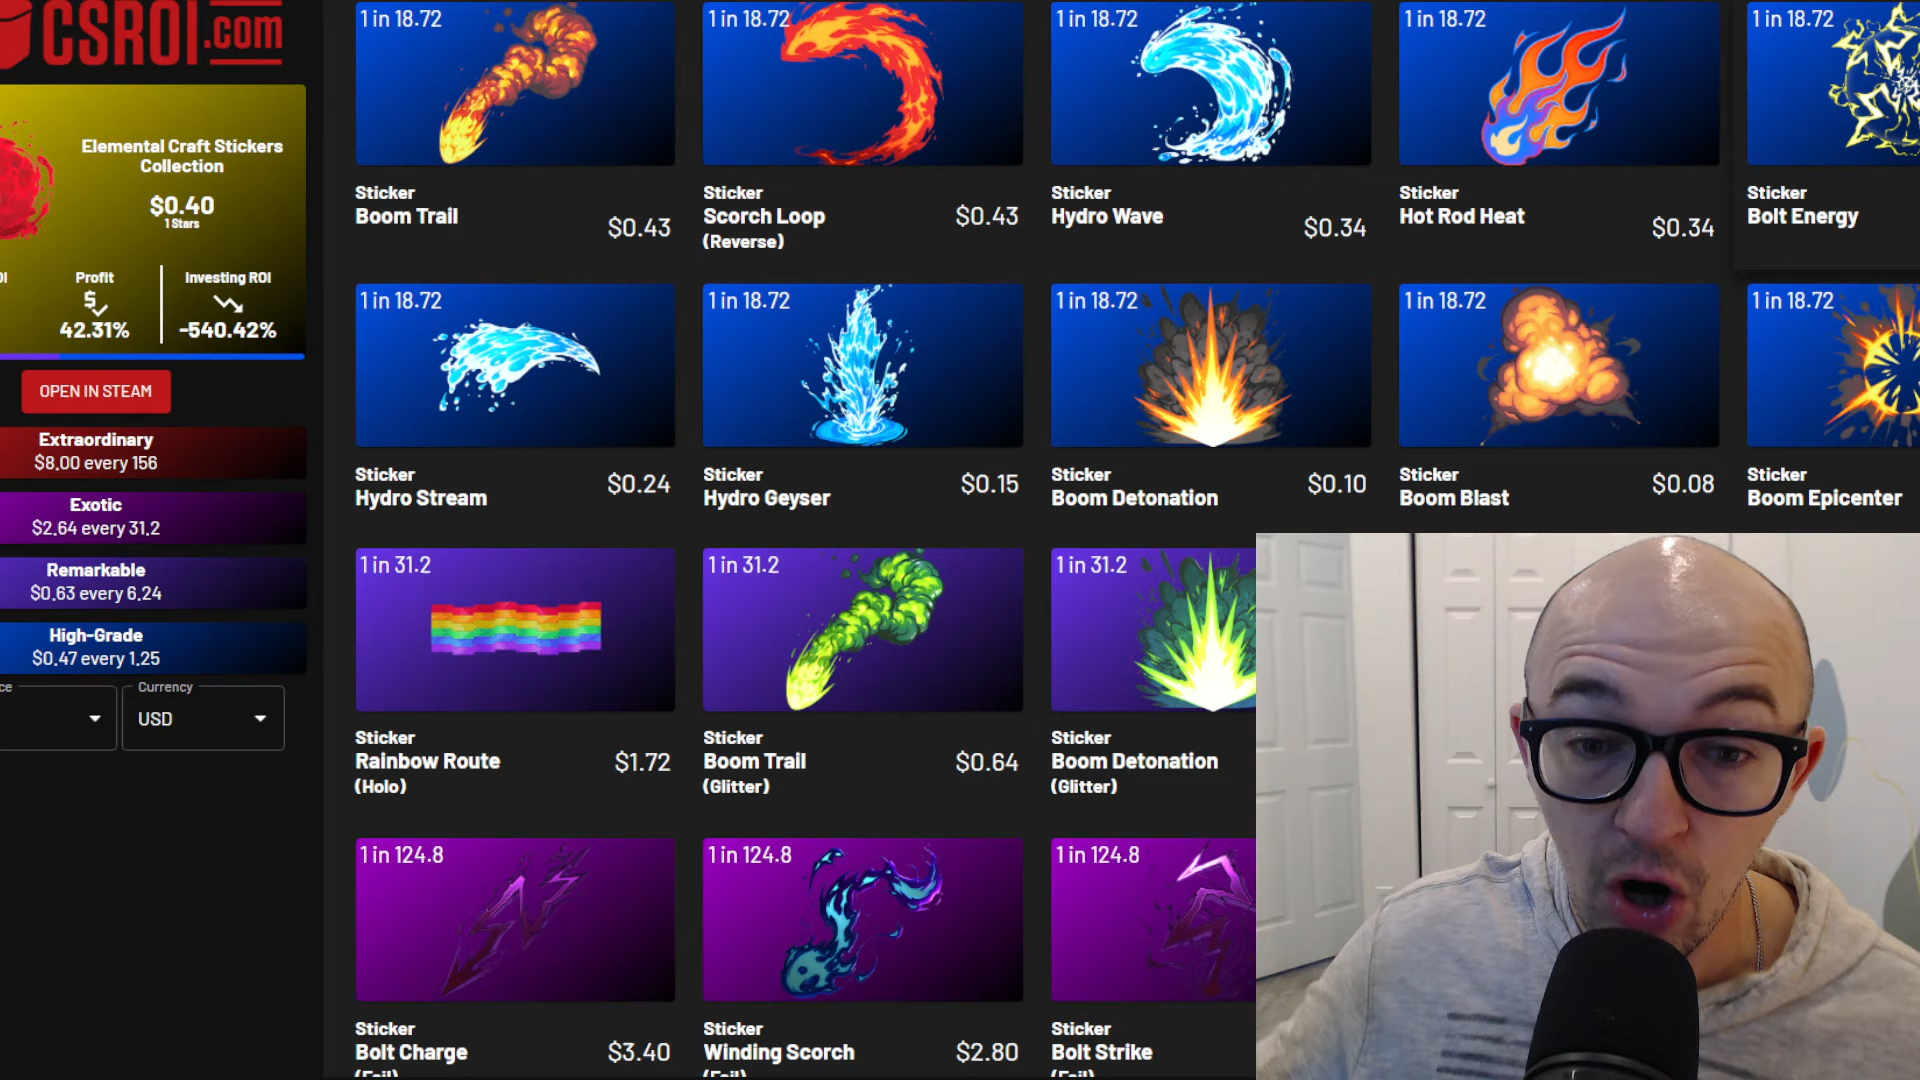 CSROI.com
Elemental Craft Stickers
Collection
$0.40
1 Stars
Profit
42.31%
Investing ROI
-540.42%
OPEN IN STEAM
Extraordinary
$8.00 every 156
Exotic
$2.64 every 31.2
Remarkable
$0.63 every 6.24
High-Grade
$0.47 every 1.25
Currency
USD
1 in 18.72
Sticker
Boom Trail
$0.43
1 in 18.72
Sticker
Scorch Loop
(Reverse)
$0.43
1 in 18.72
Sticker
Hydro Wave
$0.34
1 in 18.72
Sticker
Hot Rod Heat
$0.34
1 in 18.72
Sticker
Bolt Energy
1 in 18.72
Sticker
Hydro Stream
$0.24
1 in 18.72
Sticker
Hydro Geyser
$0.15
1 in 18.72
Sticker
Boom Detonation
$0.10
1 in 18.72
Sticker
Boom Blast
$0.08
1 in 18.72
Sticker
Boom Epicenter
1 in 31.2
Sticker
Rainbow Route
(Holo)
$1.72
1 in 31.2
Sticker
Boom Trail
(Glitter)
$0.64
1 in 31.2
Sticker
Boom Detonation
(Glitter)
1 in 124.8
Sticker
Bolt Charge
(Foil)
$3.40
1 in 124.8
Sticker
Winding Scorch
(Foil)
$2.80
1 in 124.8
Sticker
Bolt Strike
(Foil)